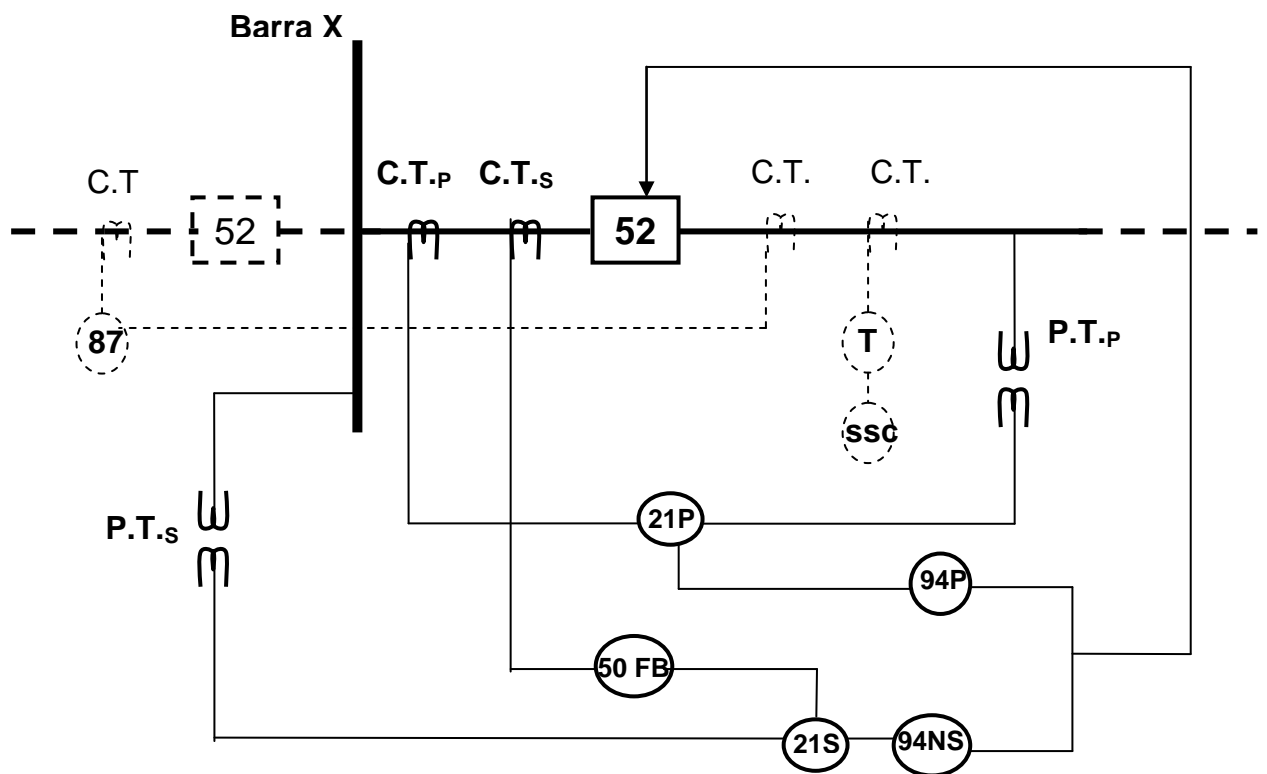 Barra X
C.T
C.T.P
C.T.S
C.T.
C.T.
52
52
87
T
P.T.P
ssc
P.T.S
21P
94P
50 FB
21S
94NS